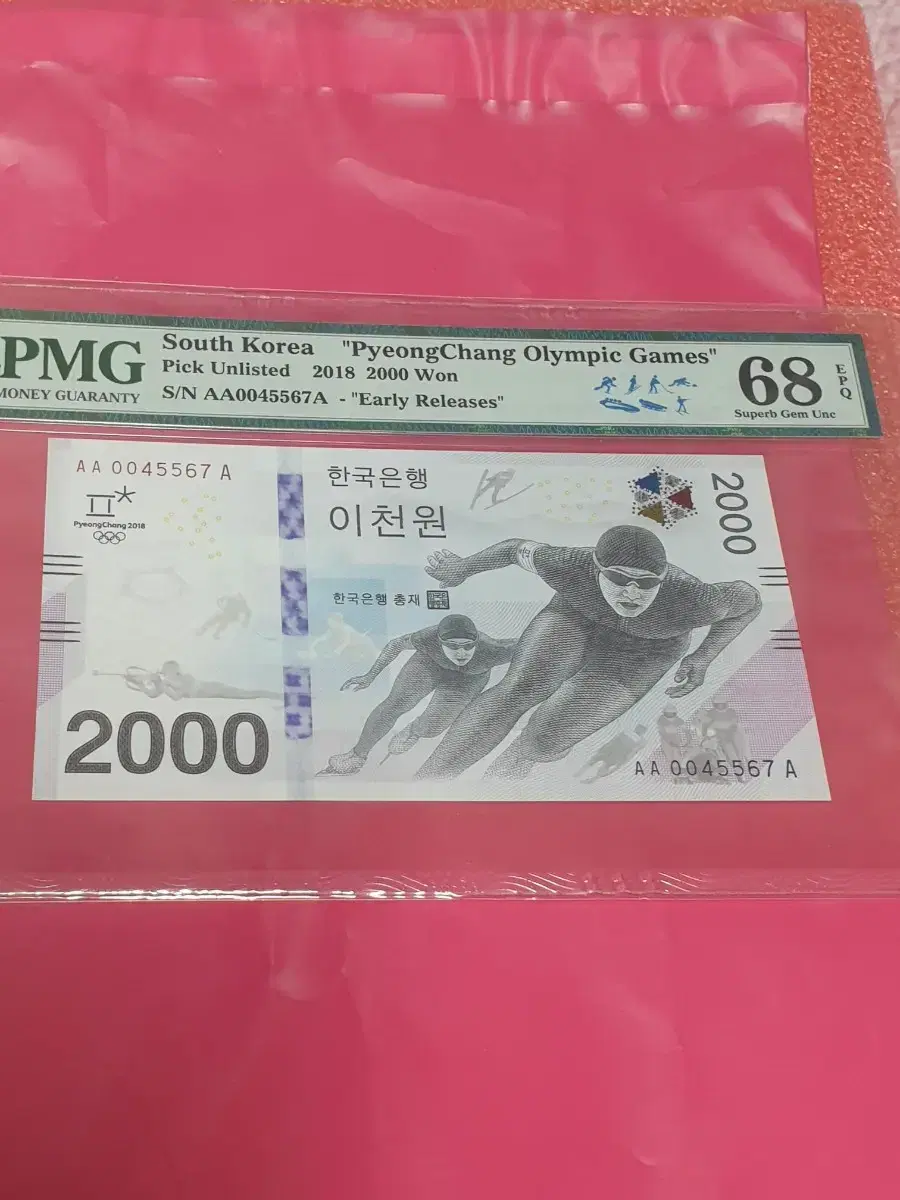 PMG
MONEY GUARANTY
South Korea "PyeongChang Olympic Games"
Pick Unlisted 2018 2000 Won
S/N AA0045567A - "Early Releases"
68
EPQ
Superb Gem Unc
AA 0045567 A
PyeongChang 2018
한국은행
이천원
한국은행 총재
2000
2000
AA 0045567 A